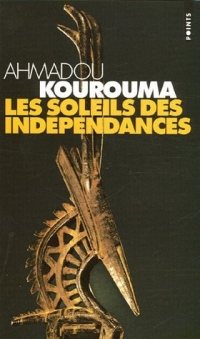 POINTS
AHMADOU
KOUROUMA
LES SOLEILS DES
INDEPENDANCES